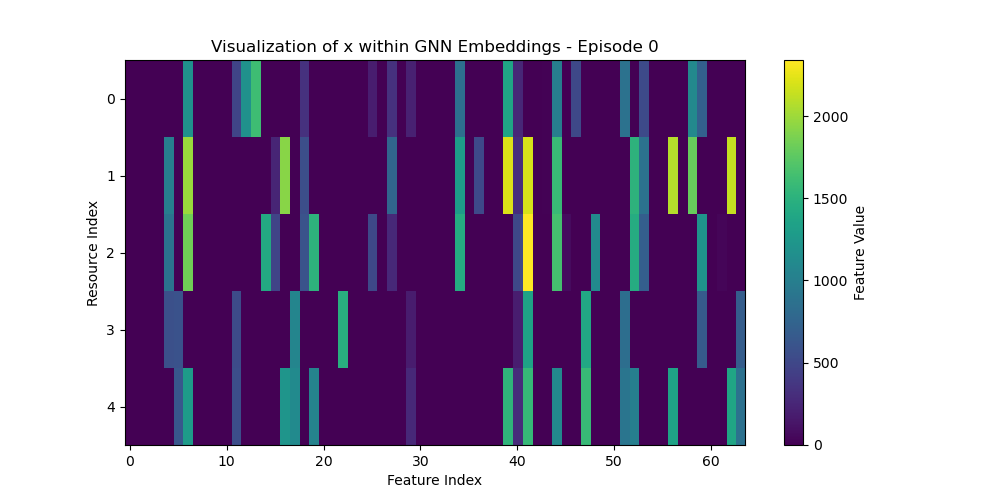 Visualization of x within GNN Embeddings - Episode 0
Resource Index
0
1
2
3
4
0 10 20 30 40 50 60
Feature Index
2000
1500
1000
500
0
Feature Value